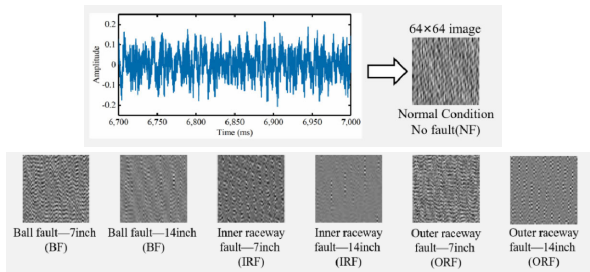 0.2
0.1
0
-0.1
-0.2
Amplitude
6,700
6,750
6,800
6,850
6,900
6,950
7,000
Time (ms)
64×64 image
Normal Condition
No fault(NF)
Ball fault—7inch
(BF)
Ball fault—14inch
(BF)
Inner raceway
fault—7inch
(IRF)
Inner raceway
fault—14inch
(IRF)
Outer raceway
fault—7inch
(ORF)
Outer raceway
fault—14inch
(ORF)